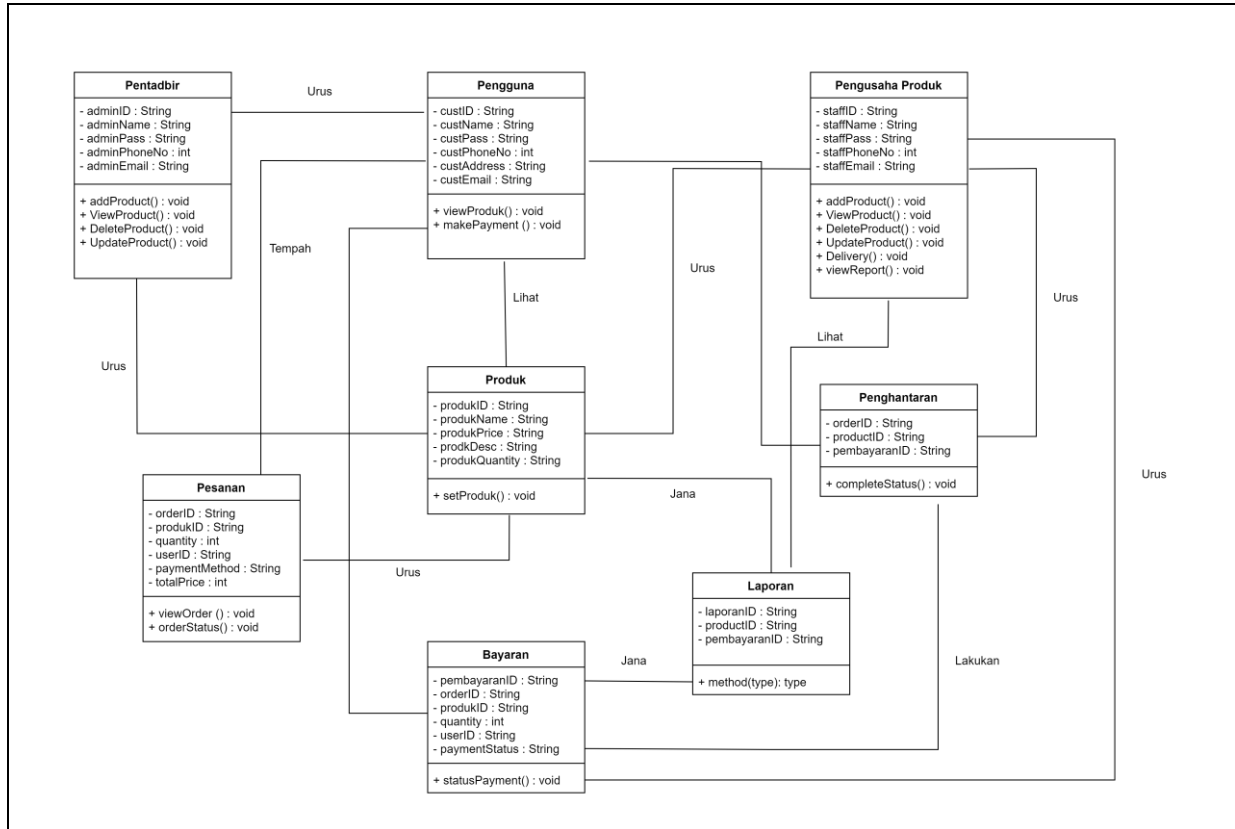 Pentadbir
- adminID : String
- adminName : String
- adminPass : String
- adminPhoneNo : int
- adminEmail : String
+ addProduct() : void
+ ViewProduct() : void
+ DeleteProduct() : void
+ UpdateProduct() : void
Urus
Pengguna
- custID : String
- custName : String
- custPass : String
- custPhoneNo : int
- custAddress : String
- custEmail : String
+ viewProduk() : void
+ makePayment () : void
Pengusaha Produk
- staffID : String
- staffName : String
- staffPass : String
- staffPhoneNo : int
- staffEmail : String
+ addProduct() : void
+ ViewProduct() : void
+ DeleteProduct() : void
+ UpdateProduct() : void
+ Delivery() : void
+ viewReport() : void
Tempah
Urus
Lihat
Urus
Lihat
Urus
Produk
- produkID : String
- produkName : String
- produkPrice : String
- prodkDesc : String
- produkQuantity : String
+ setProduk() : void
Penghantaran
- orderID : String
- productID : String
- pembayaranID : String
+ completeStatus() : void
Urus
Pesanan
- orderID : String
- produkID : String
- quantity : int
- userID : String
- paymentMethod : String
- totalPrice : int
+ viewOrder () : void
+ orderStatus() : void
Jana
Urus
Laporan
- laporanID : String
- productID : String
- pembayaranID : String
+ method(type): type
Bayaran
- pembayaranID : String
- orderID : String
- produkID : String
- quantity : int
- userID : String
- paymentStatus : String
+ statusPayment() : void
Jana
Lakukan